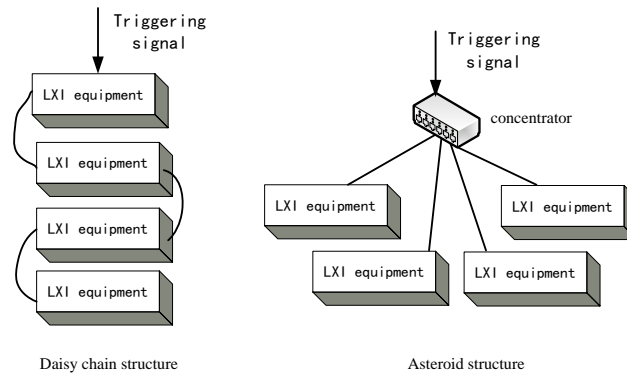 Triggering
signal
LXI equipment
LXI equipment
LXI equipment
LXI equipment
Daisy chain structure
Triggering
signal
concentrator
LXI equipment
LXI equipment
LXI equipment
LXI equipment
Asteroid structure